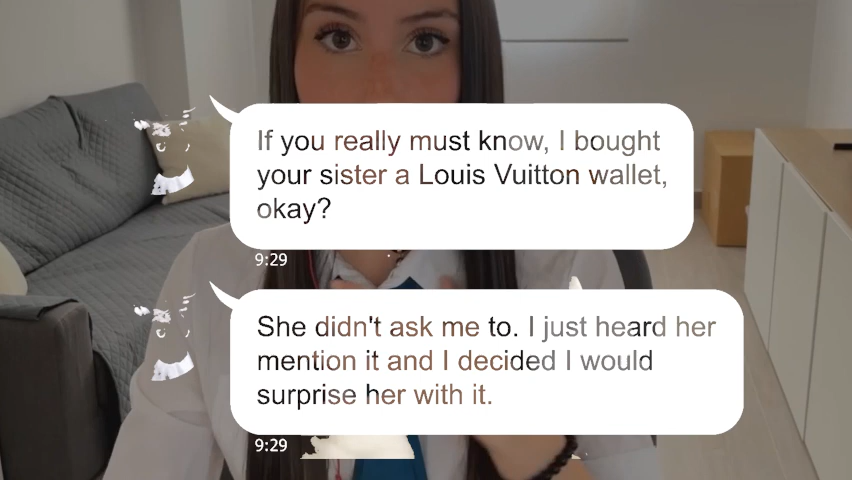 If you really must know, I bought
your sister a Louis Vuitton wallet,
okay?
9:29
She didn't ask me to. I just heard her
mention it and I decided I would
surprise her with it.
9:29